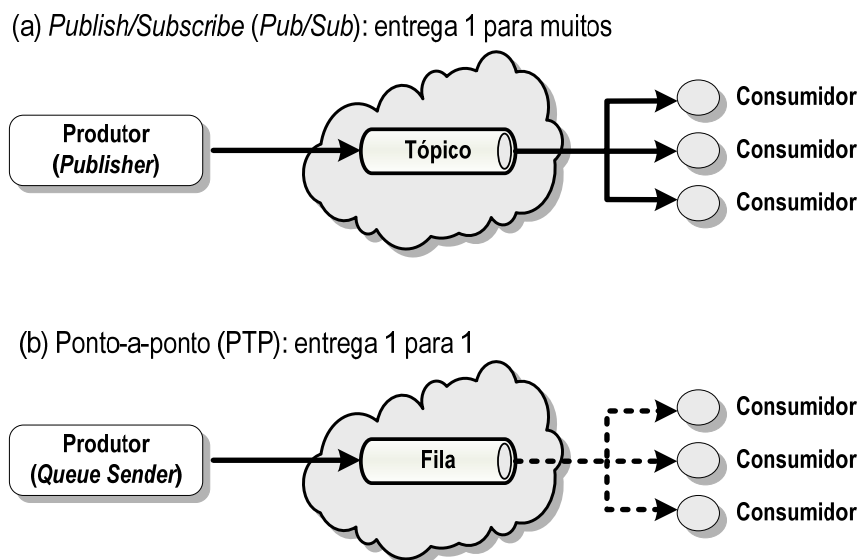 (a) Publish/Subscribe (Pub/Sub): entrega 1 para muitos
Produtor
(Publisher)
Tópico
Consumidor
Consumidor
Consumidor
(b) Ponto-a-ponto (PTP): entrega 1 para 1
Produtor
(Queue Sender)
Fila
Consumidor
Consumidor
Consumidor